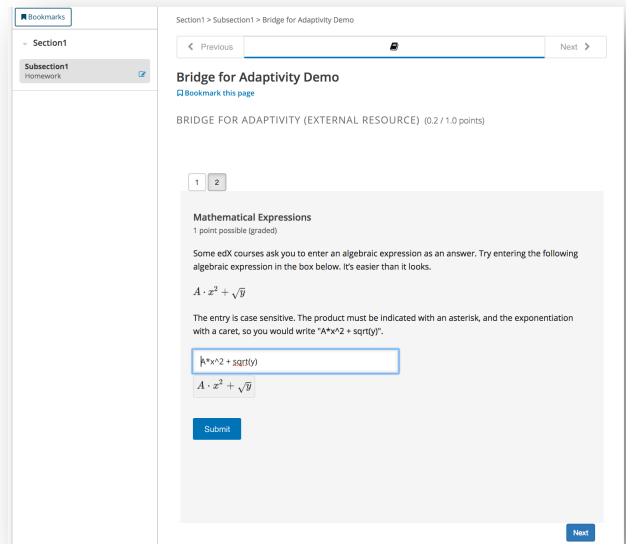 Bookmarks
Section1 > Subsection1 > Bridge for Adaptivity Demo
Section1
Subsection1
Homework
Previous
Next
Bridge for Adaptivity Demo
Bookmark this page
BRIDGE FOR ADAPTIVITY (EXTERNAL RESOURCE) (0.2 / 1.0 points)
1 2
Mathematical Expressions
1 point possible (graded)
Some edX courses ask you to enter an algebraic expression as an answer. Try entering the following
algebraic expression in the box below. It's easier than it looks.
A · x² + √y
The entry is case sensitive. The product must be indicated with an asterisk, and the exponentiation
with a caret, so you would write "A*x^2 + sqrt(y)".
A*x^2 + sqrt(y)
A · x² + √y
Submit
Next